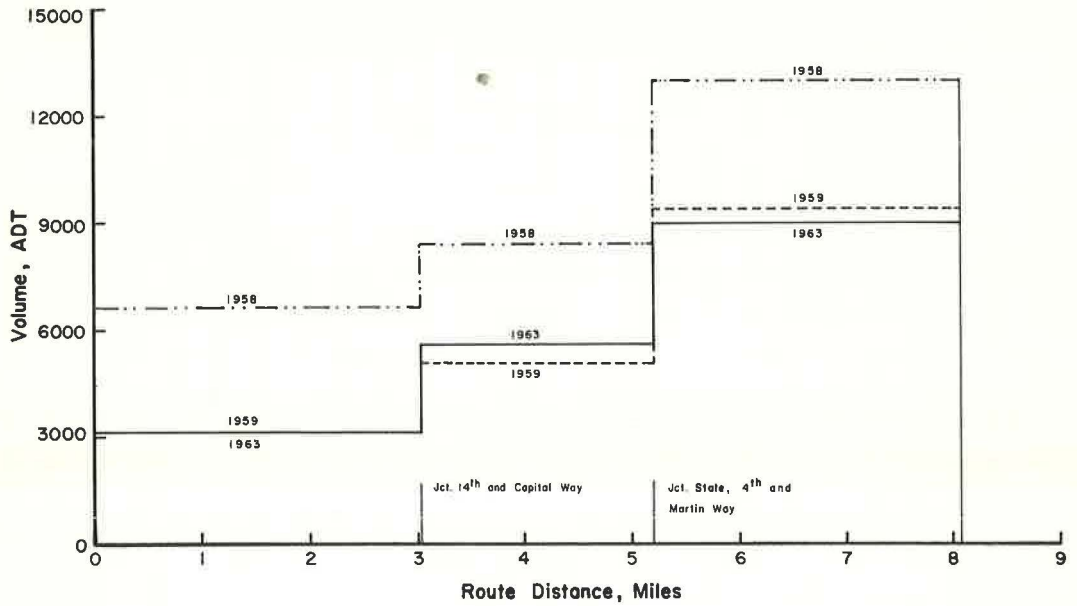 15000
12000
9000
6000
3000
0
Volume, ADT
1958
1958
1958
1959
1963
1963
1959
1959
1963
Jct. 14th and Capital Way
Jct. State, 4th and
Martin Way
0 1 2 3 4 5 6 7 8 9
Route Distance, Miles